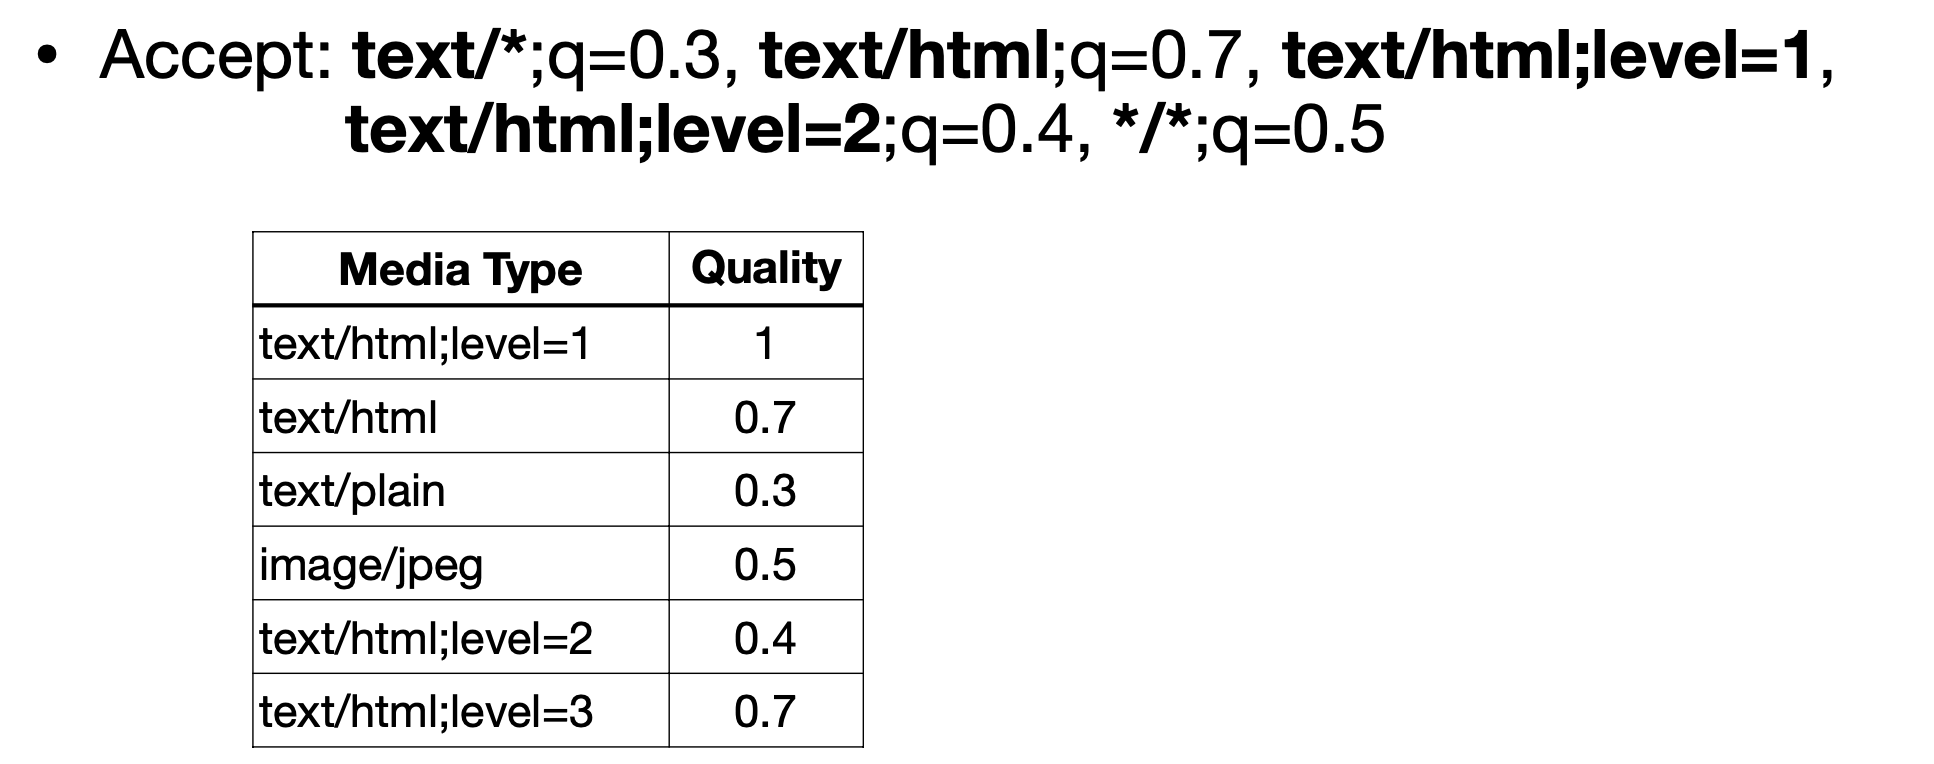 • Accept: text/*;q=0.3, text/html;q=0.7, text/html;level=1,
text/html;level=2;q=0.4, */*;q=0.5
Media Type Quality
text/html;level=1 1
text/html 0.7
text/plain 0.3
image/jpeg 0.5
text/html;level=2 0.4
text/html;level=3 0.7